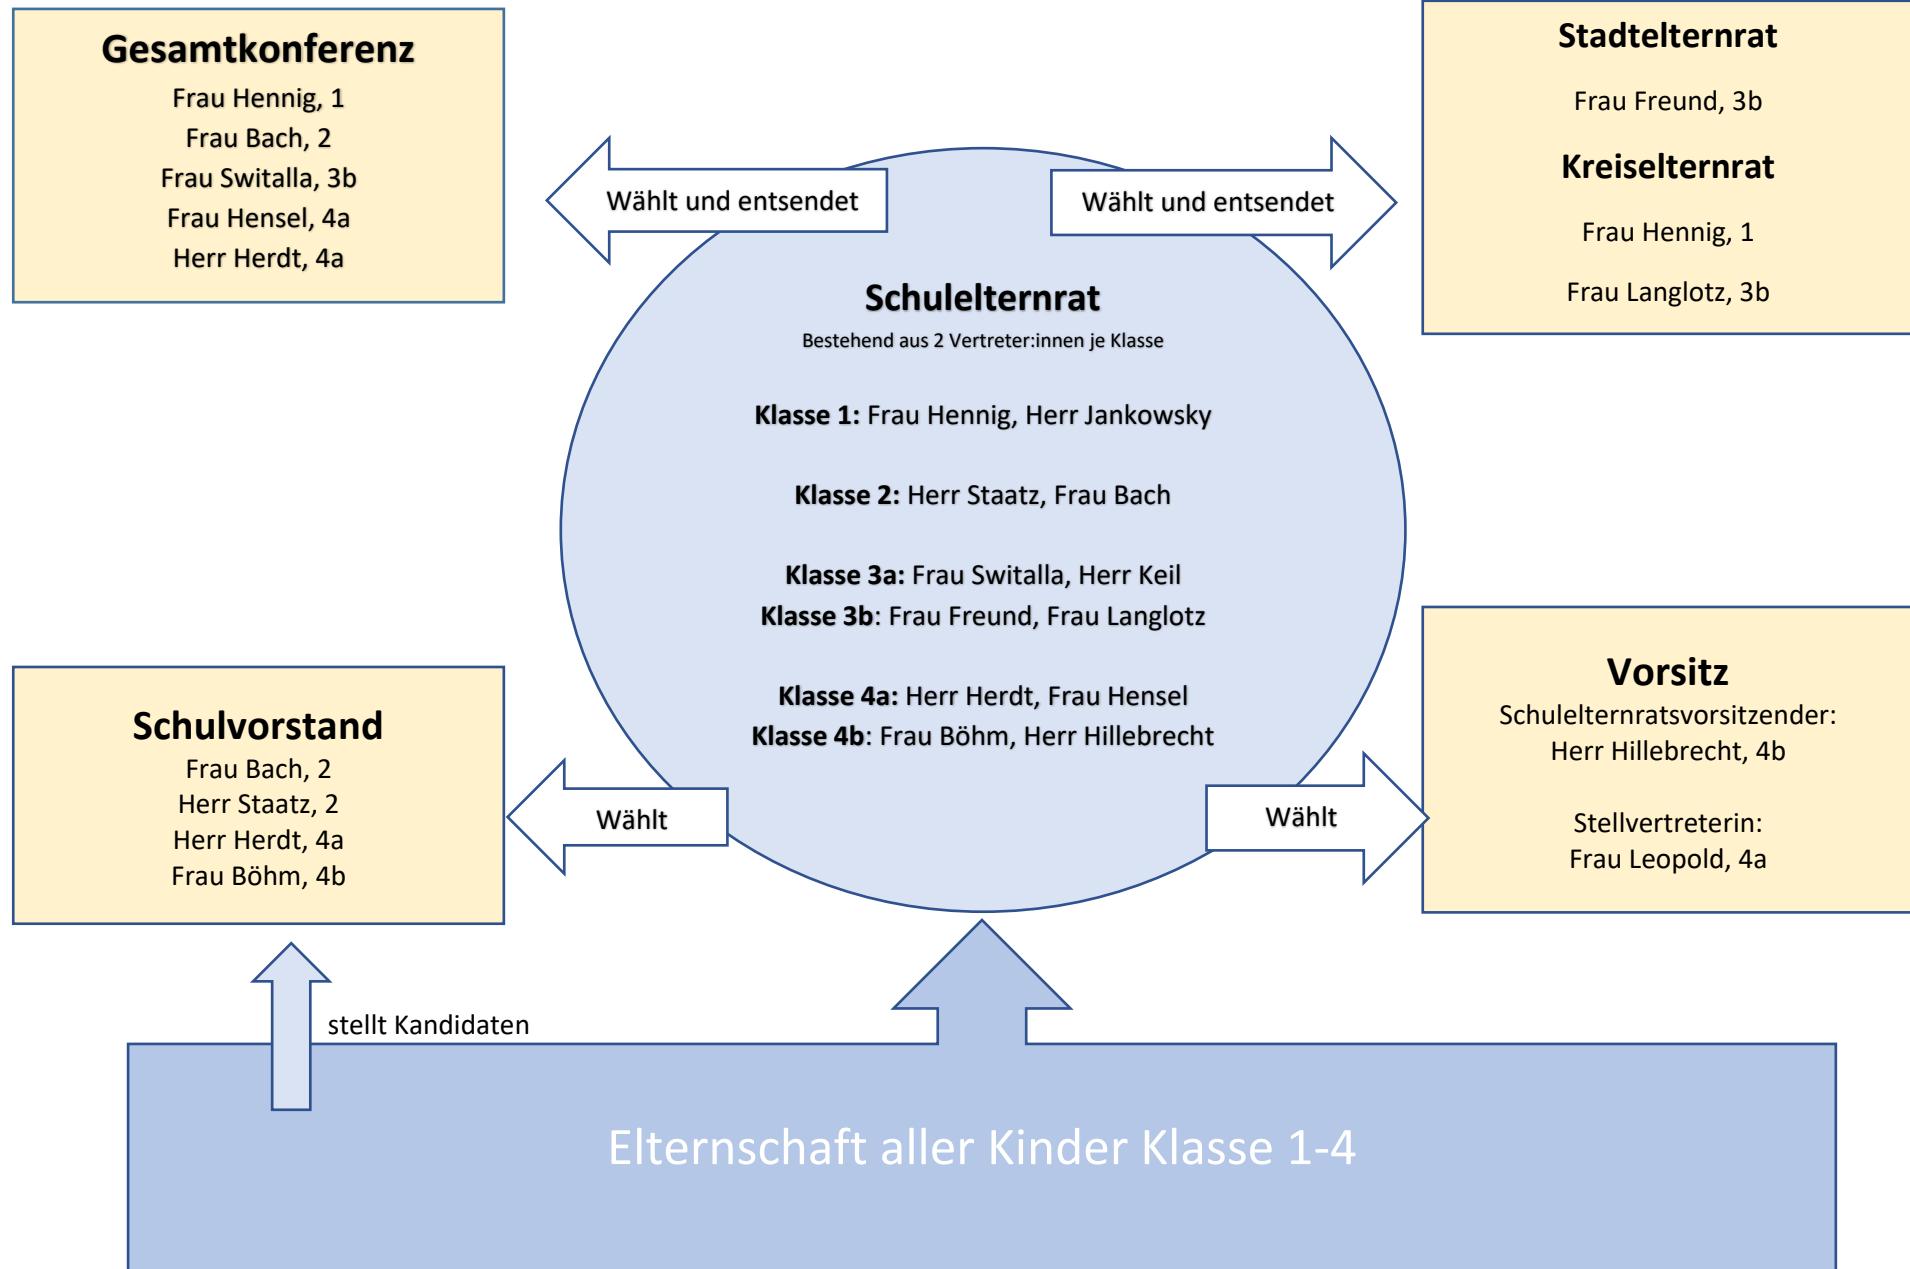 Gesamtkonferenz
Frau Hennig, 1
Frau Bach, 2
Frau Switalla, 3b
Frau Hensel, 4a
Herr Herdt, 4a
Wählt und entsendet
Wählt und entsendet
Stadtelternrat
Frau Freund, 3b
Kreiselternrat
Frau Hennig, 1
Frau Langlotz, 3b
Schulelternrat
Bestehend aus 2 Vertreter:innen je Klasse
Klasse 1: Frau Hennig, Herr Jankowsky
Klasse 2: Herr Staatz, Frau Bach
Klasse 3a: Frau Switalla, Herr Keil
Klasse 3b: Frau Freund, Frau Langlotz
Klasse 4a: Herr Herdt, Frau Hensel
Klasse 4b: Frau Böhm, Herr Hillebrecht
Schulvorstand
Frau Bach, 2
Herr Staatz, 2
Herr Herdt, 4a
Frau Böhm, 4b
Wählt
Wählt
Vorsitz
Schulelternratsvorsitzender:
Herr Hillebrecht, 4b
Stellvertreterin:
Frau Leopold, 4a
stellt Kandidaten
Elternschaft aller Kinder Klasse 1-4